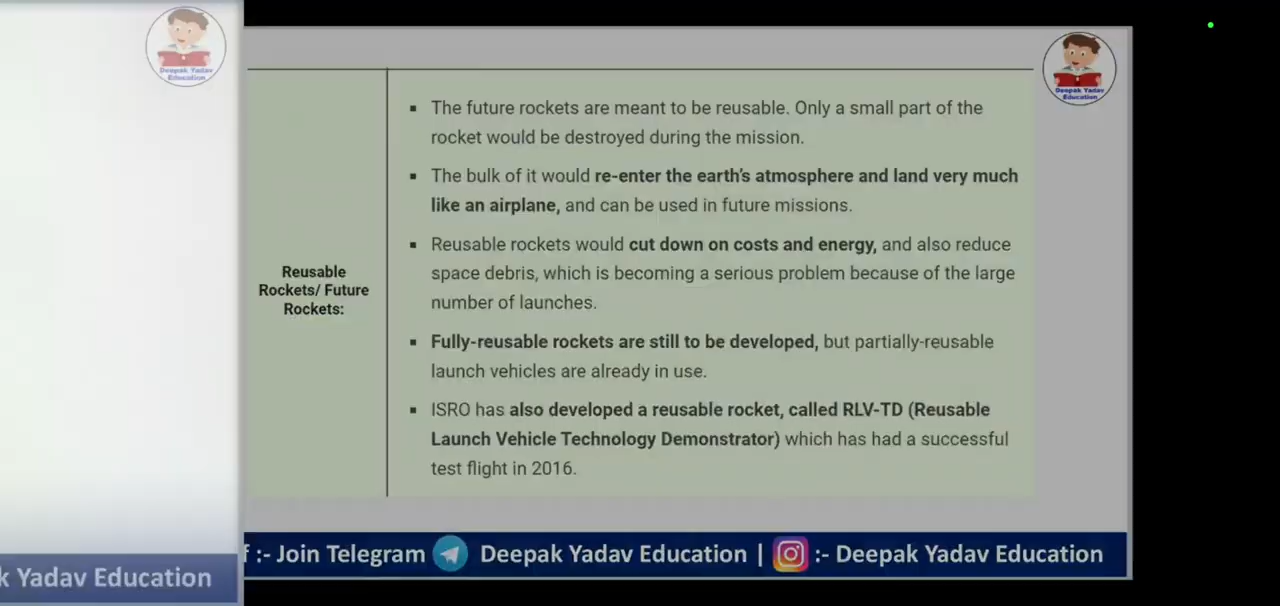 Deepak Yadav
Education
Deepak Yadav
Education
Reusable
Rockets/ Future
Rockets:
▪ The future rockets are meant to be reusable. Only a small part of the
rocket would be destroyed during the mission.
▪ The bulk of it would re-enter the earth's atmosphere and land very much
like an airplane, and can be used in future missions.
▪ Reusable rockets would cut down on costs and energy, and also reduce
space debris, which is becoming a serious problem because of the large
number of launches.
▪ Fully-reusable rockets are still to be developed, but partially-reusable
launch vehicles are already in use.
▪ ISRO has also developed a reusable rocket, called RLV-TD (Reusable
Launch Vehicle Technology Demonstrator) which has had a successful
test flight in 2016.
f :- Join Telegram Deepak Yadav Education | :- Deepak Yadav Education
k Yadav Education